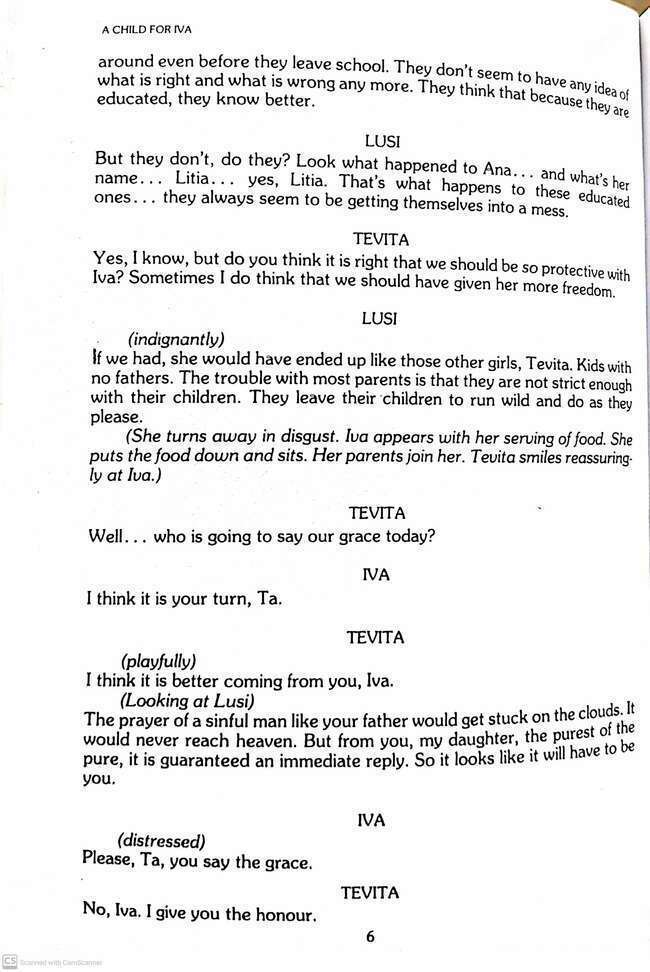 A CHILD FOR IVA
around even before they leave school. They don't seem to have any idea of
what is right and what is wrong any more. They think that because they are
educated, they know better.
LUSI
But they don't, do they? Look what happened to Ana... and what's her
name... Litia... yes, Litia. That's what happens to these educated
ones... they always seem to be getting themselves into a mess.
TEVITA
Yes, I know, but do you think it is right that we should be so protective with
Iva? Sometimes I do think that we should have given her more freedom.
LUSI
(indignantly)
If we had, she would have ended up like those other girls, Tevita. Kids with
no fathers. The trouble with most parents is that they are not strict enough
with their children. They leave their children to run wild and do as they
please.
(She turns away in disgust. Iva appears with her serving of food. She
puts the food down and sits. Her parents join her. Tevita smiles reassuring-
ly at Iva.)
TEVITA
Well... who is going to say our grace today?
IVA
I think it is your turn, Ta.
TEVITA
(playfully)
I think it is better coming from you, Iva.
(Looking at Lusi)
The prayer of a sinful man like your father would get stuck on the clouds. It
would never reach heaven. But from you, my daughter, the purest of the
pure, it is guaranteed an immediate reply. So it looks like it will have to be
you.
IVA
(distressed)
Please, Ta, you say the grace.
TEVITA
No, Iva. I give you the honour.
6
CS Scanned with CamScanner